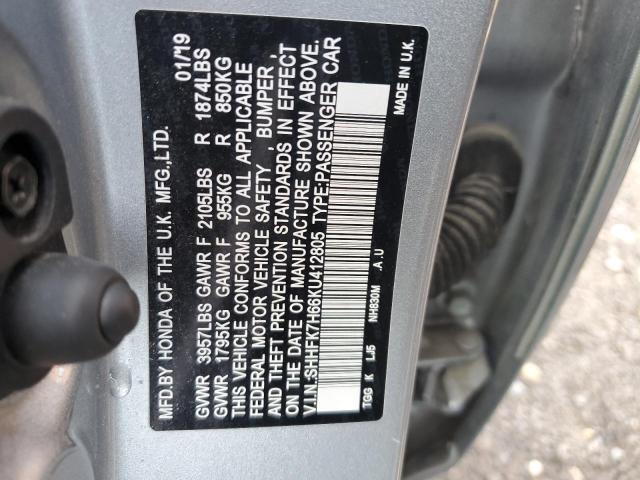 MFD.BY HONDA OF THE U.K. MFG.,LTD. 01/19
GVWR 3957LBS GAWR F 2105LBS R 1874LBS
GVWR 1795KG GAWR F 955KG R 850KG
THIS VEHICLE CONFORMS TO ALL APPLICABLE
FEDERAL MOTOR VEHICLE SAFETY , BUMPER ,
AND THEFT PREVENTION STANDARDS IN EFFECT
ON THE DATE OF MANUFACTURE SHOWN ABOVE.
V.I.N.:SHHFK7H66KU412805 TYPE:PASSENGER CAR
TGG K LJ5 NH830M .A .U MADE IN U.K.